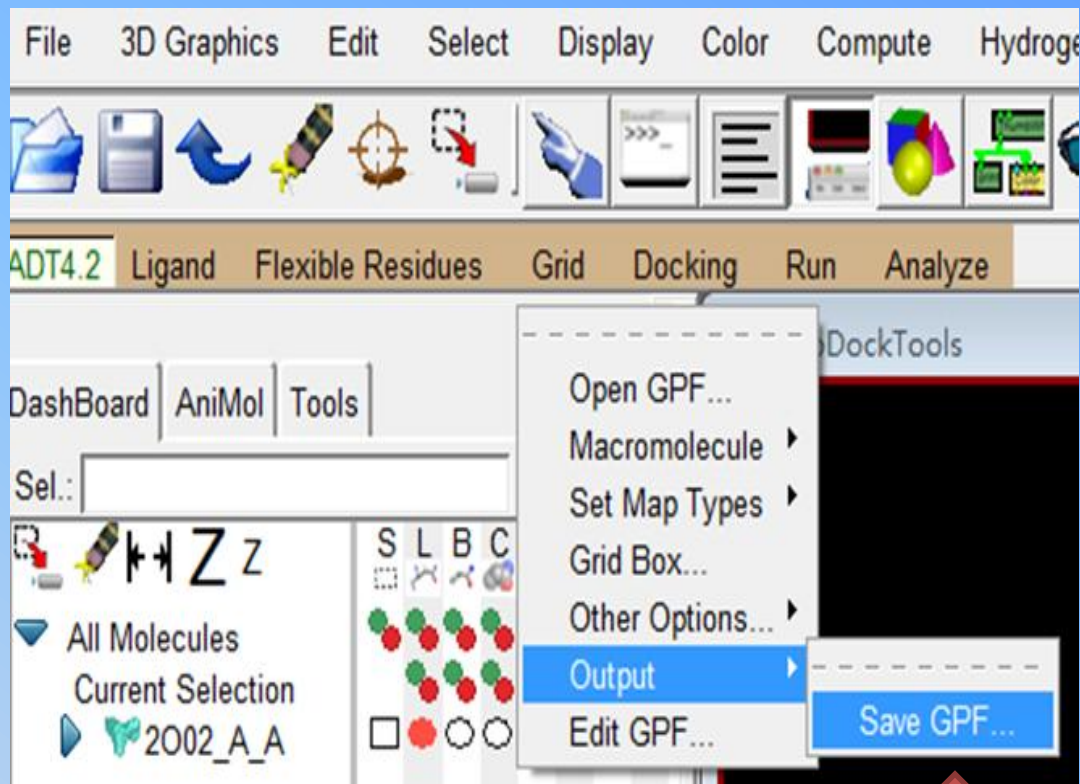 File 3D Graphics Edit Select Display Color Compute
>>>_
ADT4.2 Ligand Flexible Residues Grid Docking Run Analyze
DockTools
DashBoard AniMol Tools
Sel.:
Z Z
S L B C
All Molecules
Current Selection
2O02_A_A
Open GPF...
Macromolecule
Set Map Types
Grid Box...
Other Options...
Output
Save GPF...
Edit GPF...